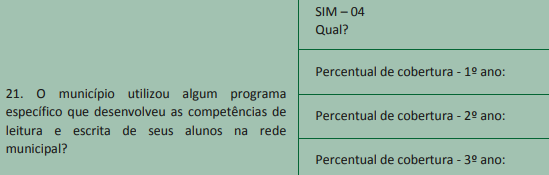 21. O município utilizou algum programa
específico que desenvolveu as competências de
leitura e escrita de seus alunos na rede
municipal?
SIM – 04
Qual?
Percentual de cobertura - 1º ano:
Percentual de cobertura - 2º ano:
Percentual de cobertura - 3º ano: